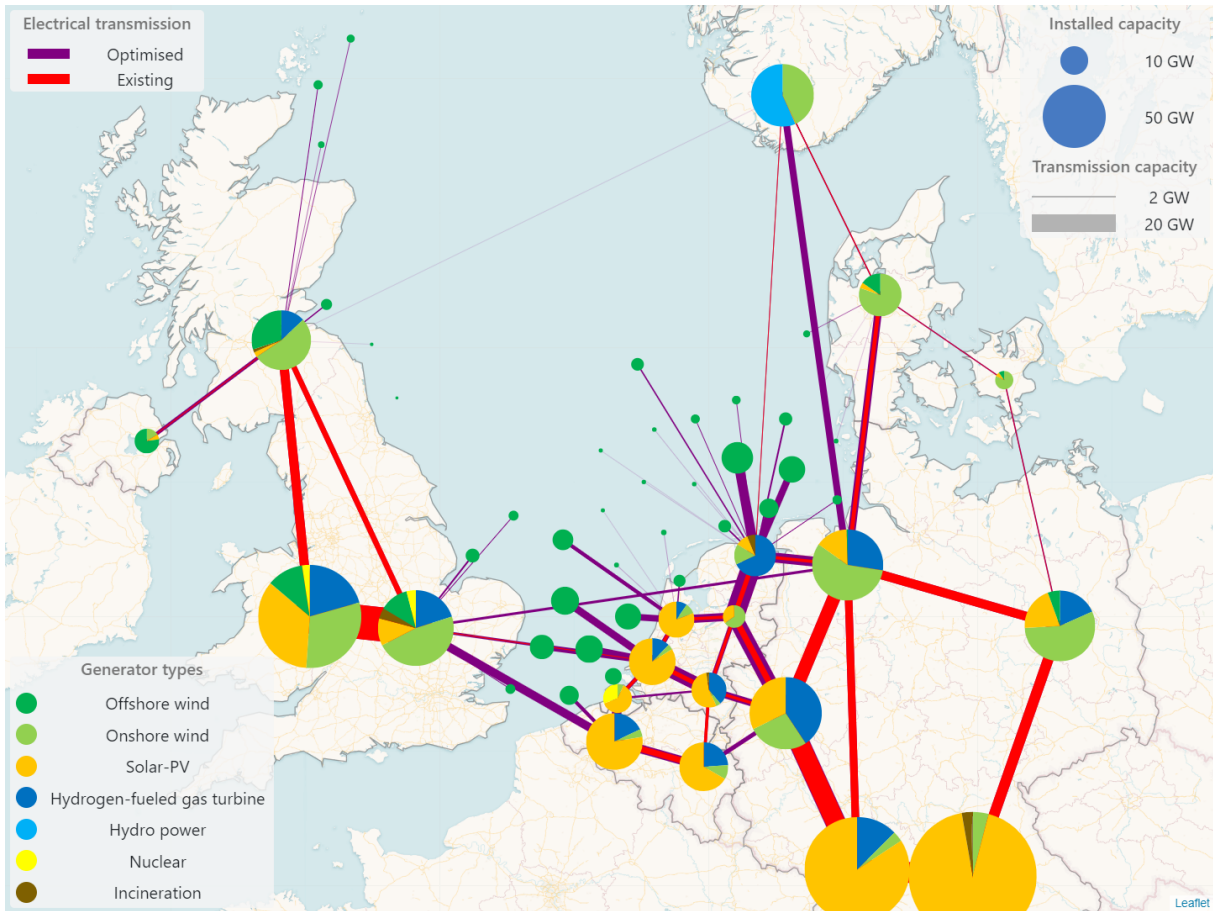 Electrical transmission
Optimised
Existing
Installed capacity
10 GW
50 GW
Transmission capacity
2 GW
20 GW
Generator types
Offshore wind
Onshore wind
Solar-PV
Hydrogen-fueled gas turbine
Hydro power
Nuclear
Incineration
Leaflet